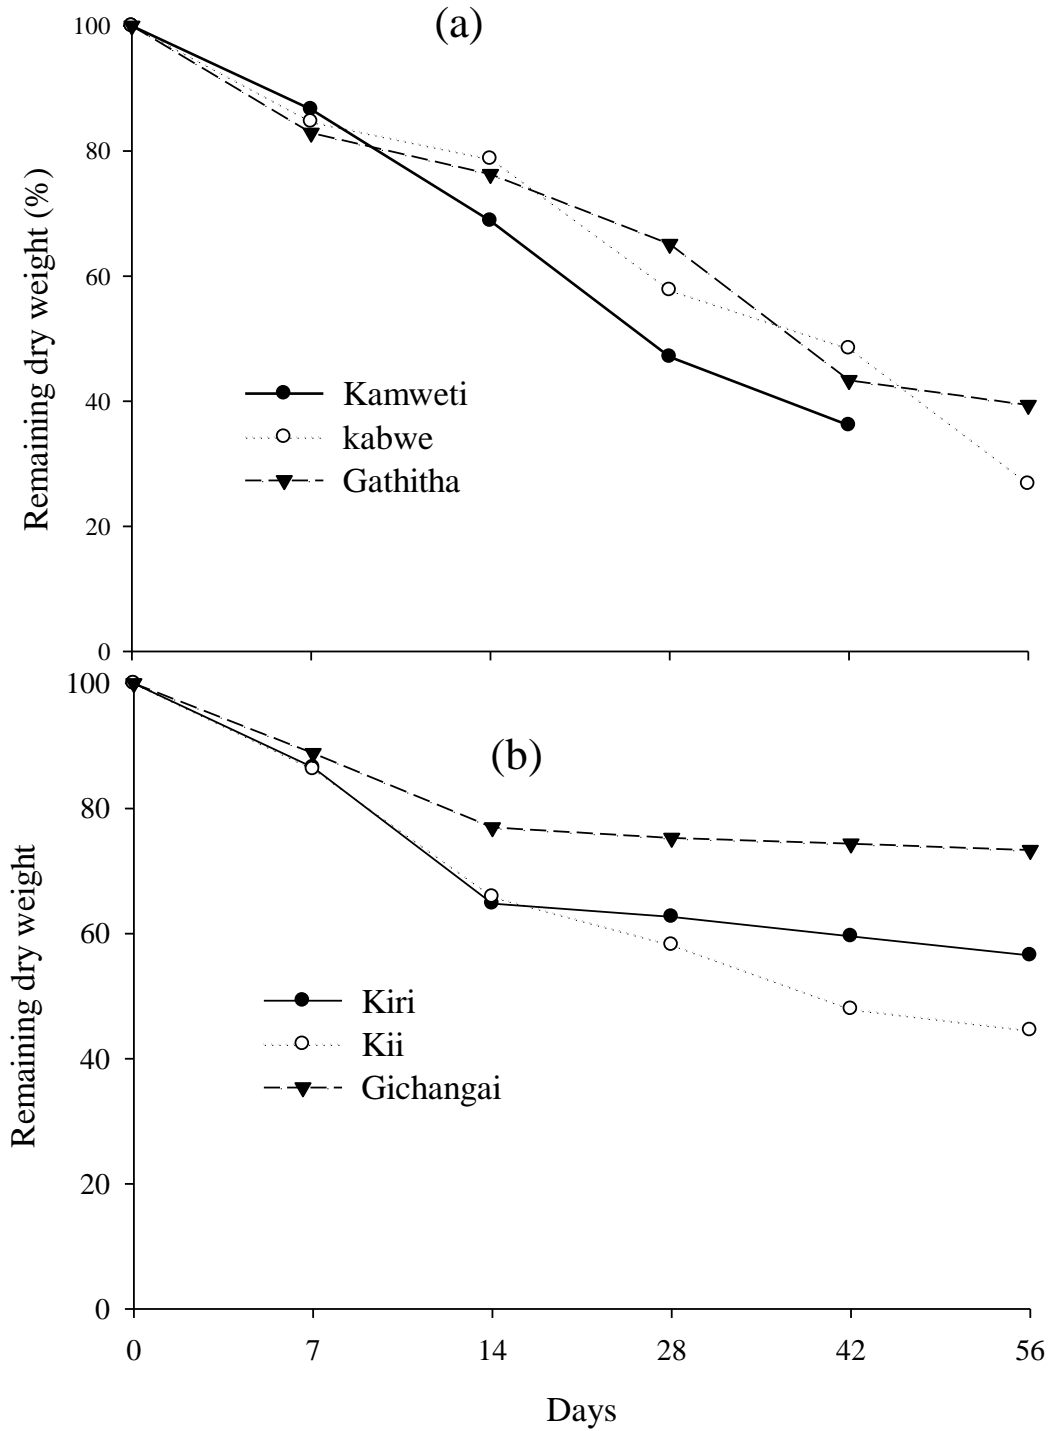 (a)
Remaining dry weight (%)
100
80
60
40
20
0
Kamweti
kabwe
Gathitha
(b)
Remaining dry weight
100
80
60
40
20
0
Kiri
Kii
Gichangai
0 7 14 28 42 56
Days